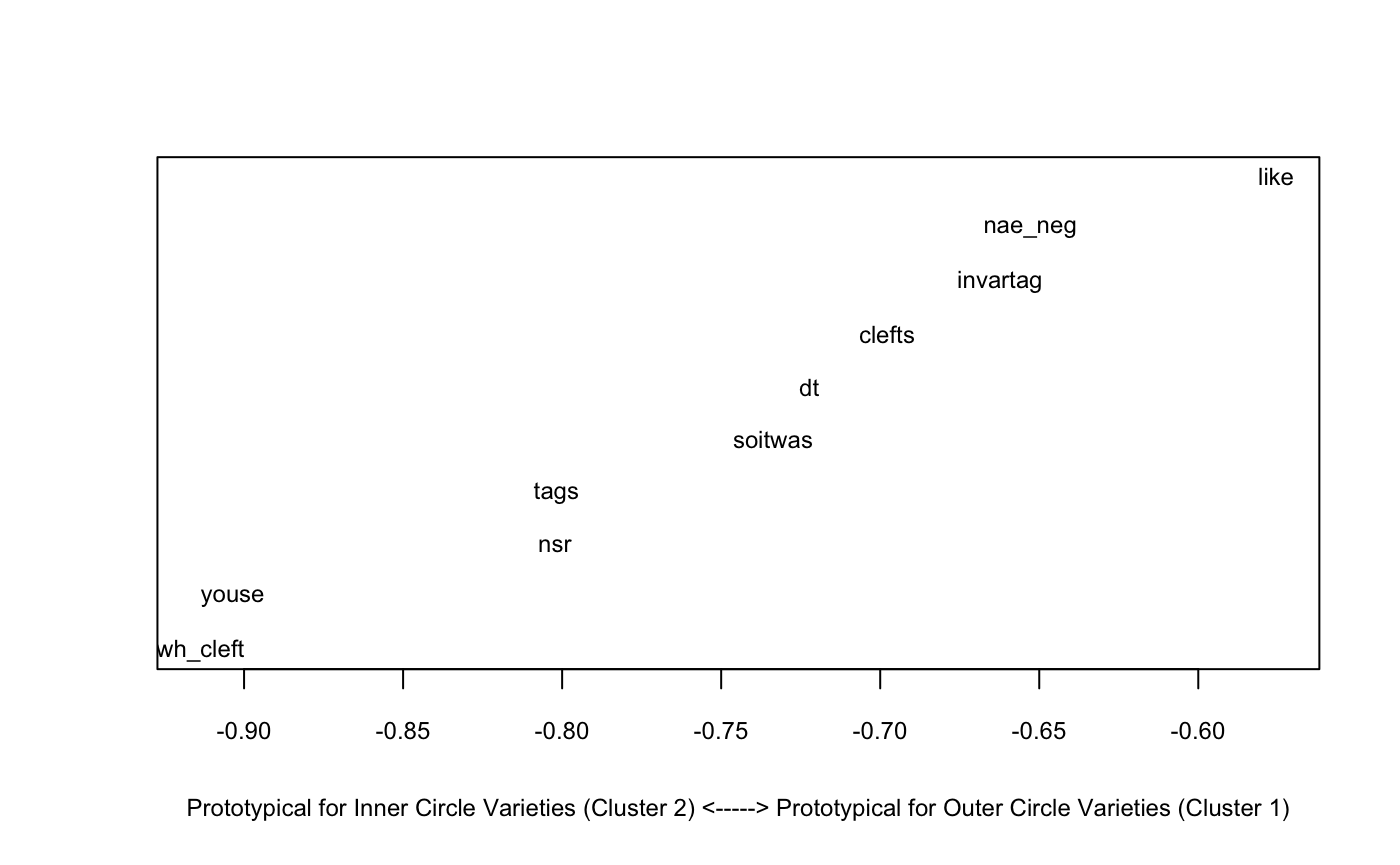 like
nae_neg
invartag
clefts
dt
soitwas
tags
nsr
youse
wh_cleft
-0.90 -0.85 -0.80 -0.75 -0.70 -0.65 -0.60
Prototypical for Inner Circle Varieties (Cluster 2) <-----> Prototypical for Outer Circle Varieties (Cluster 1)